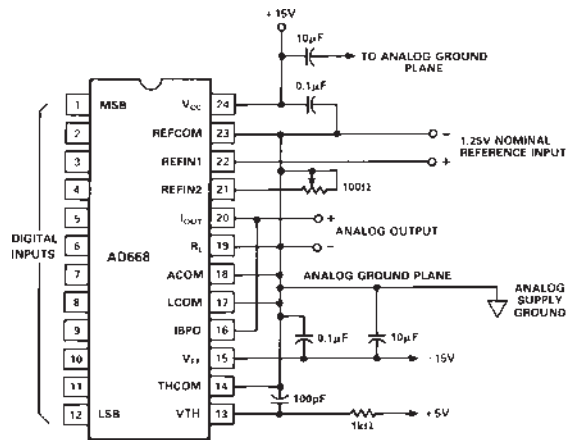 +15V
10µF
TO ANALOG GROUND
PLANE
0.1µF
1 MSB
VCC 24
2
REFCOM 23
−
1.25V NOMINAL
REFERENCE INPUT
3
REFIN1 22
+
4
REFIN2 21
100Ω
5
IOUT 20
+
ANALOG OUTPUT
DIGITAL
INPUTS
6
AD668
RL 19
−
7
ACOM 18
ANALOG GROUND PLANE
ANALOG
SUPPLY
GROUND
8
LCOM 17
9
IBPO 16
0.1µF
10µF
10
15
-15V
11
THCOM 14
100pF
12 LSB
VTH 13
1kΩ
+5V